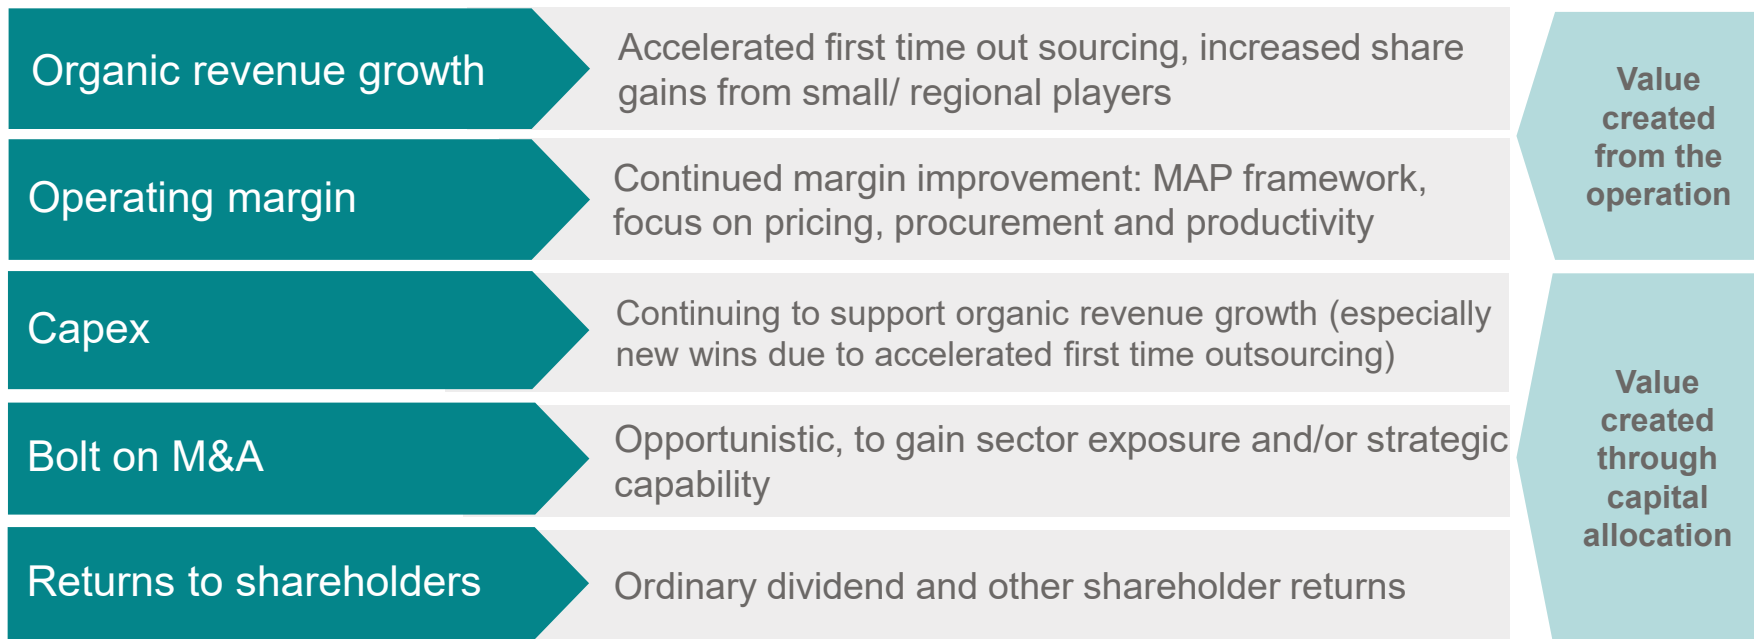 Organic revenue growth
Accelerated first time out sourcing, increased share
gains from small/ regional players
Operating margin
Continued margin improvement: MAP framework,
focus on pricing, procurement and productivity
Value
created
from the
operation
Capex
Continuing to support organic revenue growth (especially
new wins due to accelerated first time outsourcing)
Bolt on M&A
Opportunistic, to gain sector exposure and/or strategic
capability
Returns to shareholders
Ordinary dividend and other shareholder returns
Value
created
through
capital
allocation